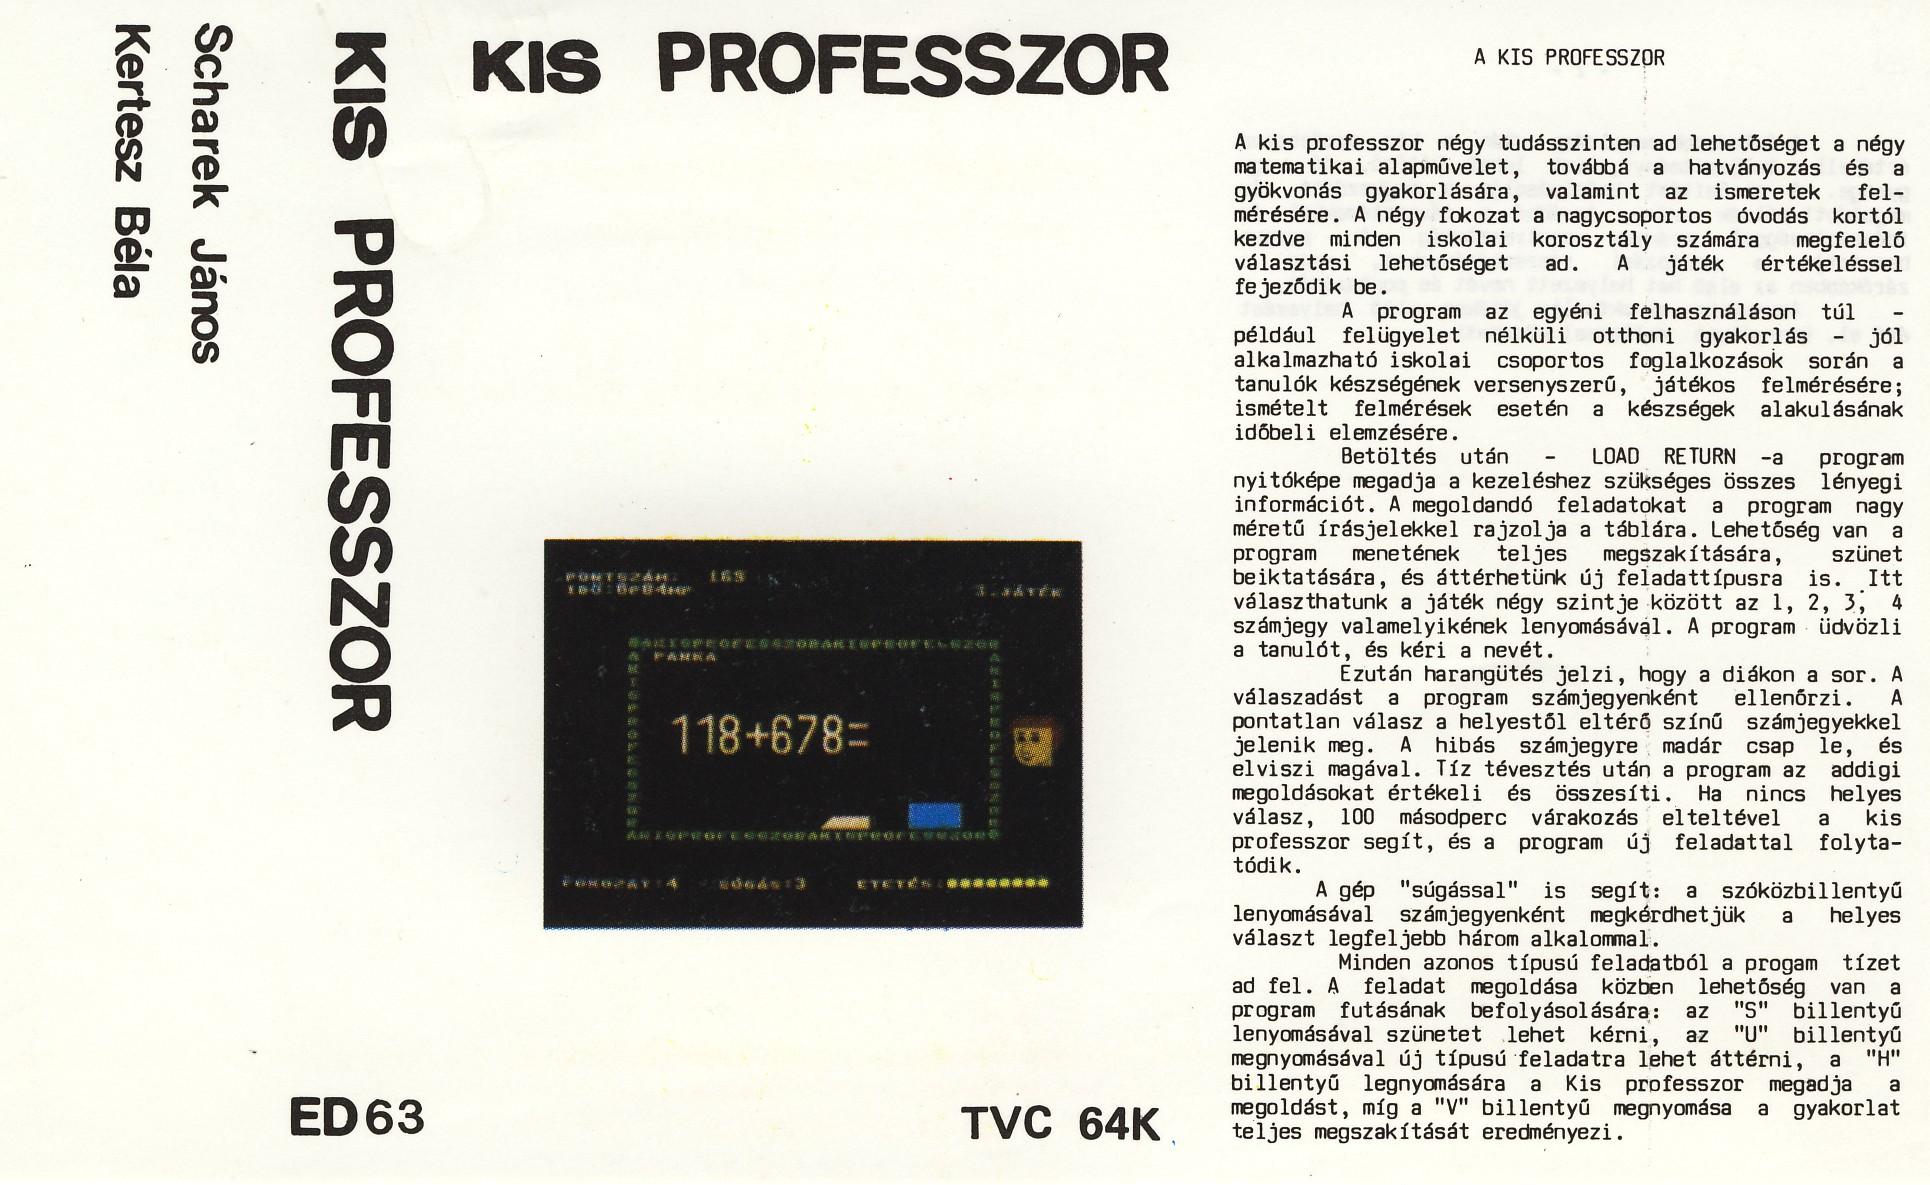 Kertesz Béla
Scharek János
KIS PROFESSZOR
KIS PROFESSZOR
PONTSZÁM: 169
3.JÁTÉK
PANKA
118+678=
FOKOZAT:4 SÚGÁS:3 ETETÉS:
ED63
TVC 64K
A KIS PROFESSZOR
A kis professzor négy tudásszinten ad lehetőséget a négy
matematikai alapművelet, továbbá a hatványozás és a
gyökvonás gyakorlására, valamint az ismeretek fel-
mérésére. A négy fokozat a nagycsoportos óvodás kortól
kezdve minden iskolai korosztály számára megfelelő
választási lehetőséget ad. A játék értékeléssel
fejeződik be.
A program az egyéni felhasználáson túl -
például felügyelet nélküli otthoni gyakorlás - jól
alkalmazható iskolai csoportos foglalkozások során a
tanulók készségének versenyszerű, játékos felmérésére;
ismételt felmérések esetén a készségek alakulásának
időbeli elemzésére.
Betöltés után - LOAD RETURN -a program
nyitóképe megadja a kezeléshez szükséges összes lényegi
információt. A megoldandó feladatokat a program nagy
méretű írásjelekkel rajzolja a táblára. Lehetőség van a
program menetének teljes megszakítására, szünet
beiktatására, és áttérhetünk új feladattípusra is. Itt
választhatunk a játék négy szintje között az 1, 2, 3, 4
számjegy valamelyikének lenyomásával. A program üdvözli
a tanulót, és kéri a nevét.
Ezután harangütés jelzi, hogy a diákon a sor. A
válaszadást a program számjegyenként ellenőrzi. A
pontatlan válasz a helyestől eltérő színű számjegyekkel
jelenik meg. A hibás számjegyre madár csap le, és
elviszi magával. Tíz tévesztés után a program az addigi
megoldásokat értékeli és összesíti. Ha nincs helyes
válasz, 100 másodperc várakozás elteltével a kis
professzor segít, és a program új feladattal folyta-
tódik.
A gép "súgással" is segít: a szóközbillentyű
lenyomásával számjegyenként megkérdhetjük a helyes
választ legfeljebb három alkalommal.
Minden azonos típusú feladatból a progam tízet
ad fel. A feladat megoldása közben lehetőség van a
program futásának befolyásolására: az "S" billentyű
lenyomásával szünetet lehet kérni, az "U" billentyű
megnyomásával új típusú feladatra lehet áttérni, a "H"
billentyű legnyomására a Kis professzor megadja a
megoldást, míg a "V" billentyű megnyomása a gyakorlat
teljes megszakítását eredményezi.